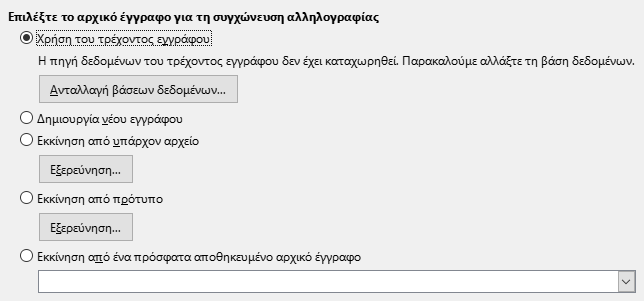 Επιλέξτε το αρχικό έγγραφο για τη συγχώνευση αλληλογραφίας
Χρήση του τρέχοντος εγγράφου
Η πηγή δεδομένων του τρέχοντος εγγράφου δεν έχει καταχωρηθεί. Παρακαλούμε αλλάξτε τη βάση δεδομένων.
Ανταλλαγή βάσεων δεδομένων...
Δημιουργία νέου εγγράφου
Εκκίνηση από υπάρχον αρχείο
Εξερεύνηση...
Εκκίνηση από πρότυπο
Εξερεύνηση...
Εκκίνηση από ένα πρόσφατα αποθηκευμένο αρχικό έγγραφο